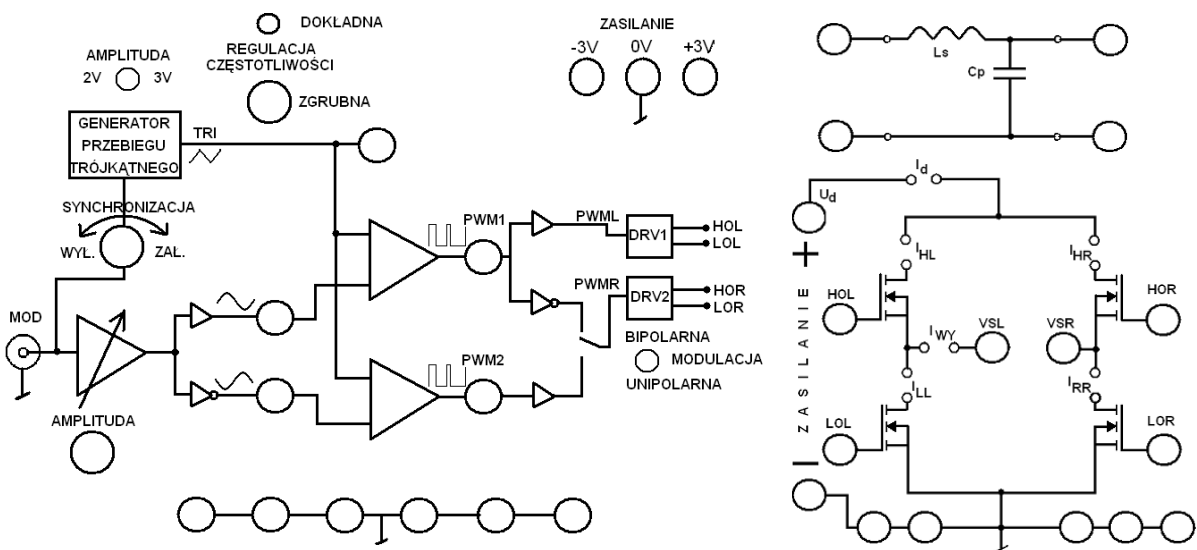 DOKŁADNA
REGULACJA
CZĘSTOTLIWOŚCI
ZGRUBNA
AMPLITUDA
2V 3V
GENERATOR
PRZEBIEGU
TRÓJKĄTNEGO
TRI
SYNCHRONIZACJA
WYŁ. ZAŁ.
MOD
AMPLITUDA
PWM1
PWM2
PWML
PWMR
DRV1
HOL
LOL
DRV2
HOR
LOR
BIPOLARNA
MODULACJA
UNIPOLARNA
ZASILANIE
-3V 0V +3V
Ls
Cp
Id
Ud
+
ZASILANIE
–
IHL
IHR
HOL
HOR
IWY
VSL
VSR
ILL
IRR
LOL
LOR